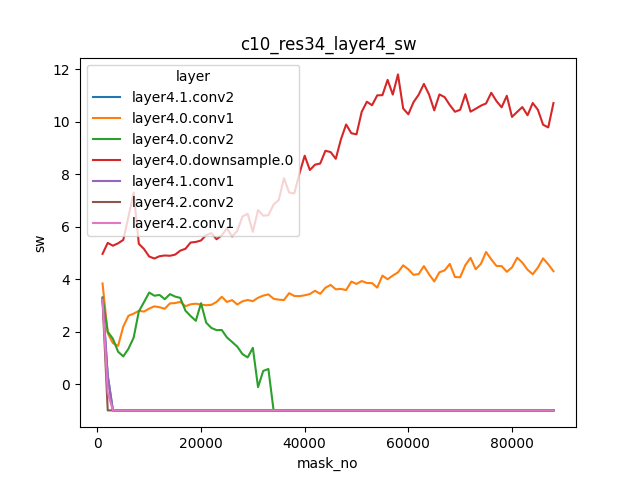 c10_res34_layer4_sw
layer
layer4.1.conv2
layer4.0.conv1
layer4.0.conv2
layer4.0.downsample.0
layer4.1.conv1
layer4.2.conv2
layer4.2.conv1
12
10
8
6
4
2
0
sw
0
20000
40000
60000
80000
mask_no